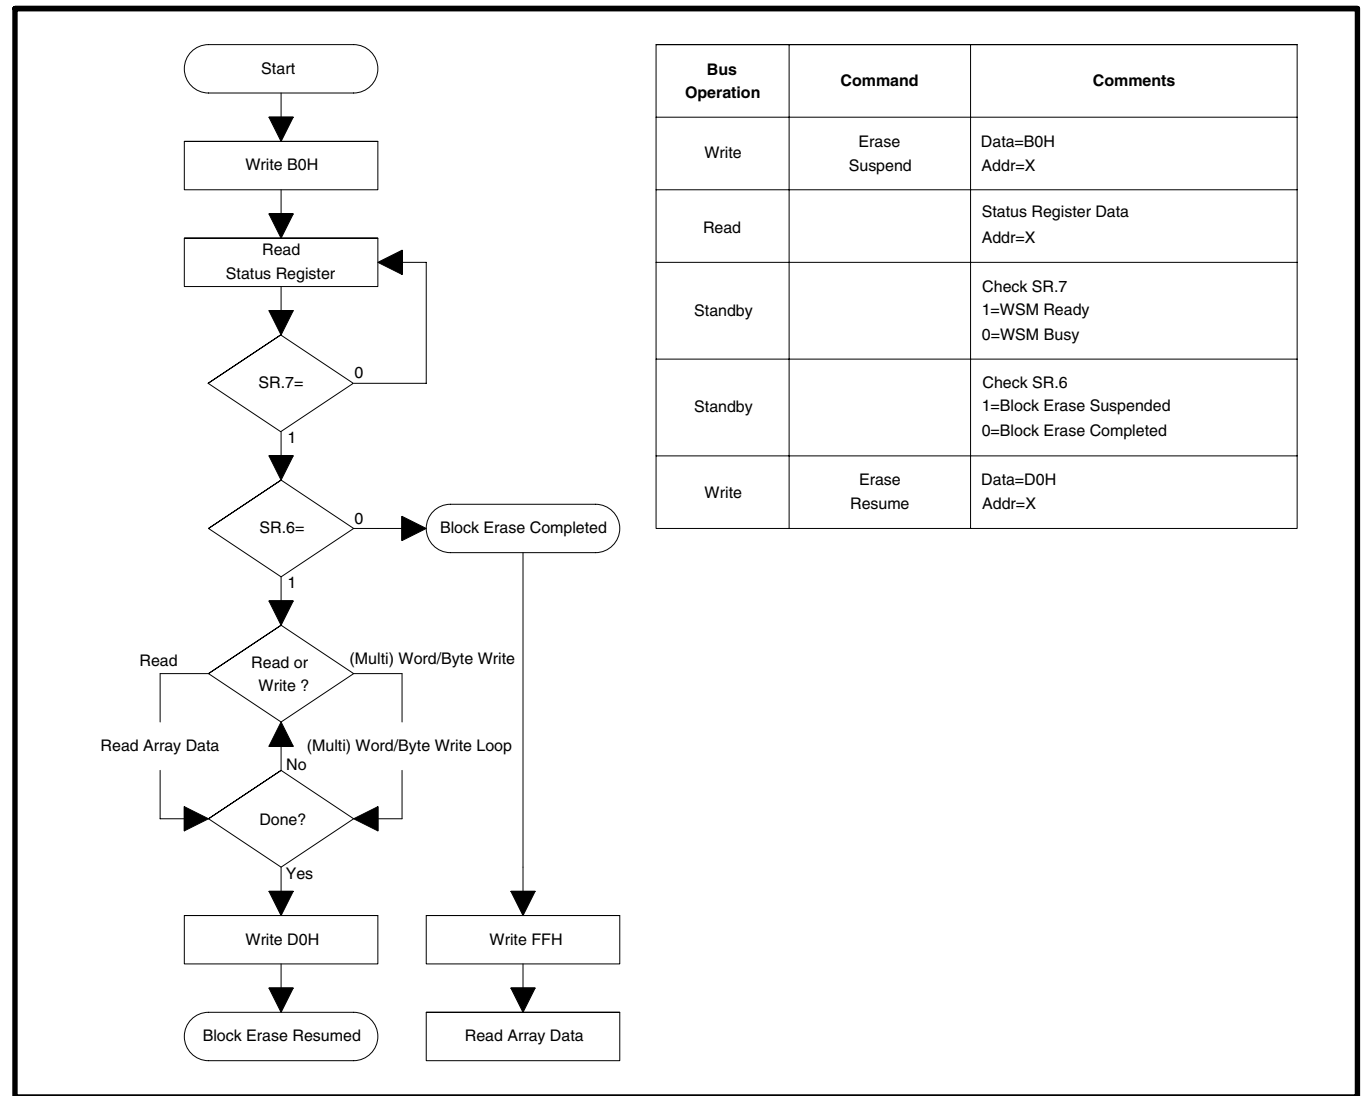 Start
Write B0H
Read
Status Register
SR.7=
0
1
SR.6=
0
Block Erase Completed
1
Read
Read or
Write ?
(Multi) Word/Byte Write
Read Array Data
(Multi) Word/Byte Write Loop
No
Done?
Yes
Write D0H
Write FFH
Block Erase Resumed
Read Array Data
Bus
Operation
Command
Comments
Write
Erase
Suspend
Data=B0H
Addr=X
Read
Status Register Data
Addr=X
Standby
Check SR.7
1=WSM Ready
0=WSM Busy
Standby
Check SR.6
1=Block Erase Suspended
0=Block Erase Completed
Write
Erase
Resume
Data=D0H
Addr=X